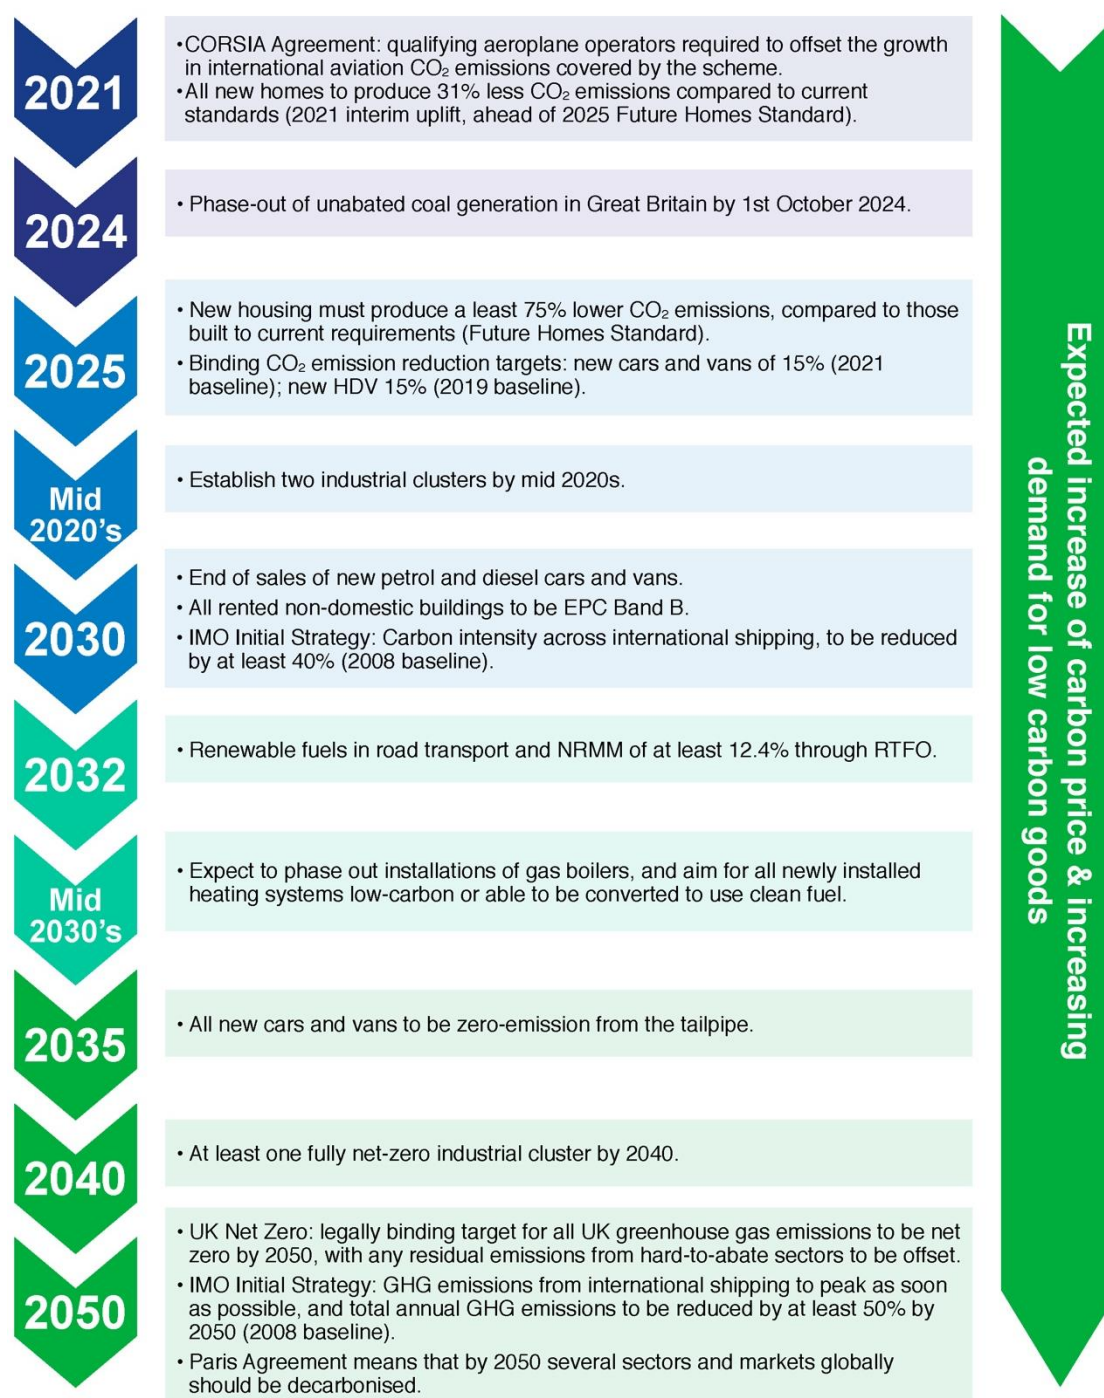 2021
•CORSIA Agreement: qualifying aeroplane operators required to offset the growth
in international aviation CO₂ emissions covered by the scheme.
•All new homes to produce 31% less CO₂ emissions compared to current
standards (2021 interim uplift, ahead of 2025 Future Homes Standard).
2024
• Phase-out of unabated coal generation in Great Britain by 1st October 2024.
2025
• New housing must produce a least 75% lower CO₂ emissions, compared to those
built to current requirements (Future Homes Standard).
• Binding CO₂ emission reduction targets: new cars and vans of 15% (2021
baseline); new HDV 15% (2019 baseline).
Mid
2020's
• Establish two industrial clusters by mid 2020s.
2030
• End of sales of new petrol and diesel cars and vans.
• All rented non-domestic buildings to be EPC Band B.
• IMO Initial Strategy: Carbon intensity across international shipping, to be reduced
by at least 40% (2008 baseline).
2032
• Renewable fuels in road transport and NRMM of at least 12.4% through RTFO.
Mid
2030's
• Expect to phase out installations of gas boilers, and aim for all newly installed
heating systems low-carbon or able to be converted to use clean fuel.
2035
• All new cars and vans to be zero-emission from the tailpipe.
2040
• At least one fully net-zero industrial cluster by 2040.
2050
• UK Net Zero: legally binding target for all UK greenhouse gas emissions to be net
zero by 2050, with any residual emissions from hard-to-abate sectors to be offset.
• IMO Initial Strategy: GHG emissions from international shipping to peak as soon
as possible, and total annual GHG emissions to be reduced by at least 50% by
2050 (2008 baseline).
• Paris Agreement means that by 2050 several sectors and markets globally
should be decarbonised.
Expected increase of carbon price & increasing
demand for low carbon goods